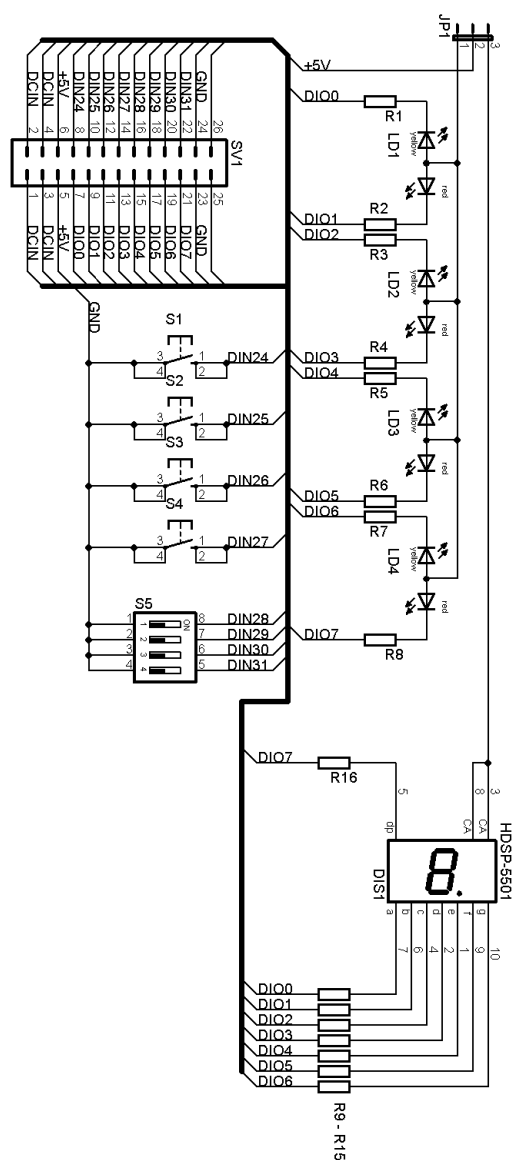 JP1
1
2
3
+5V
DIO0
R1
LD1
yellow
red
DIO1
R2
DIO2
R3
LD2
yellow
red
DIO3
R4
DIO4
R5
LD3
yellow
red
DIO5
R6
DIO6
R7
LD4
yellow
red
DIO7
R8
DCIN
DCIN
+5V
DIN24
DIN25
DIN26
DIN27
DIN28
DIN29
DIN30
DIN31
GND
2
4
6
8
10
12
14
16
18
20
22
24
26
SV1
1
3
5
7
9
11
13
15
17
19
21
23
25
DCIN
DCIN
+5V
DIO0
DIO1
DIO2
DIO3
DIO4
DIO5
DIO6
DIO7
GND
GND
S1
3
4
1
2
DIN24
S2
3
4
1
2
DIN25
S3
3
4
1
2
DIN26
S4
3
4
1
2
DIN27
S5
1
2
3
4
ON
1
2
3
4
8
7
6
5
DIN28
DIN29
DIN30
DIN31
DIO7
R16
5
8
3
dp
CA
CA
HDSP-5501
DIS1
8.
a
b
c
d
e
f
g
7
6
4
2
1
9
10
DIO0
DIO1
DIO2
DIO3
DIO4
DIO5
DIO6
R9 - R15